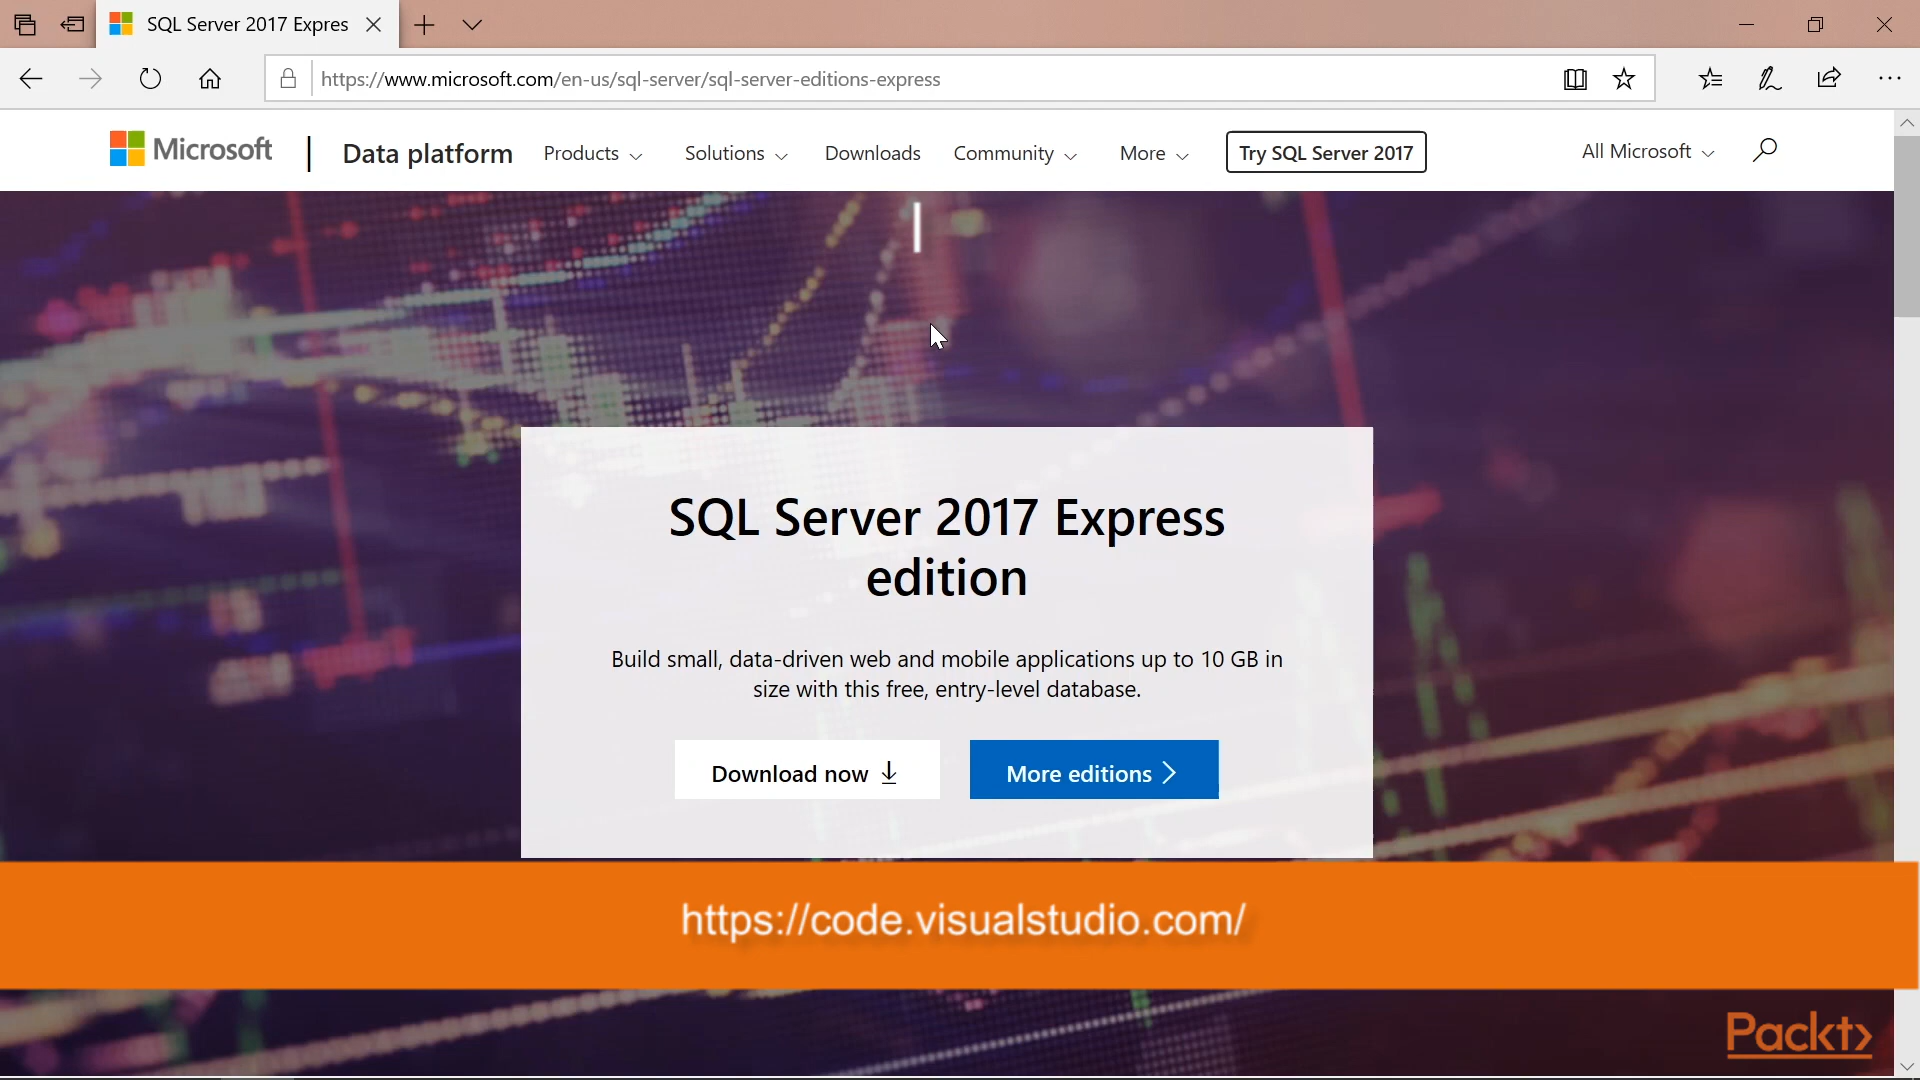 SQL Server 2017 Expres
https://www.microsoft.com/en-us/sql-server/sql-server-editions-express
Microsoft
Data platform
Products
Solutions
Downloads
Community
More
Try SQL Server 2017
All Microsoft
SQL Server 2017 Express
edition
Build small, data-driven web and mobile applications up to 10 GB in
size with this free, entry-level database.
Download now
More editions
https://code.visualstudio.com/
Packt